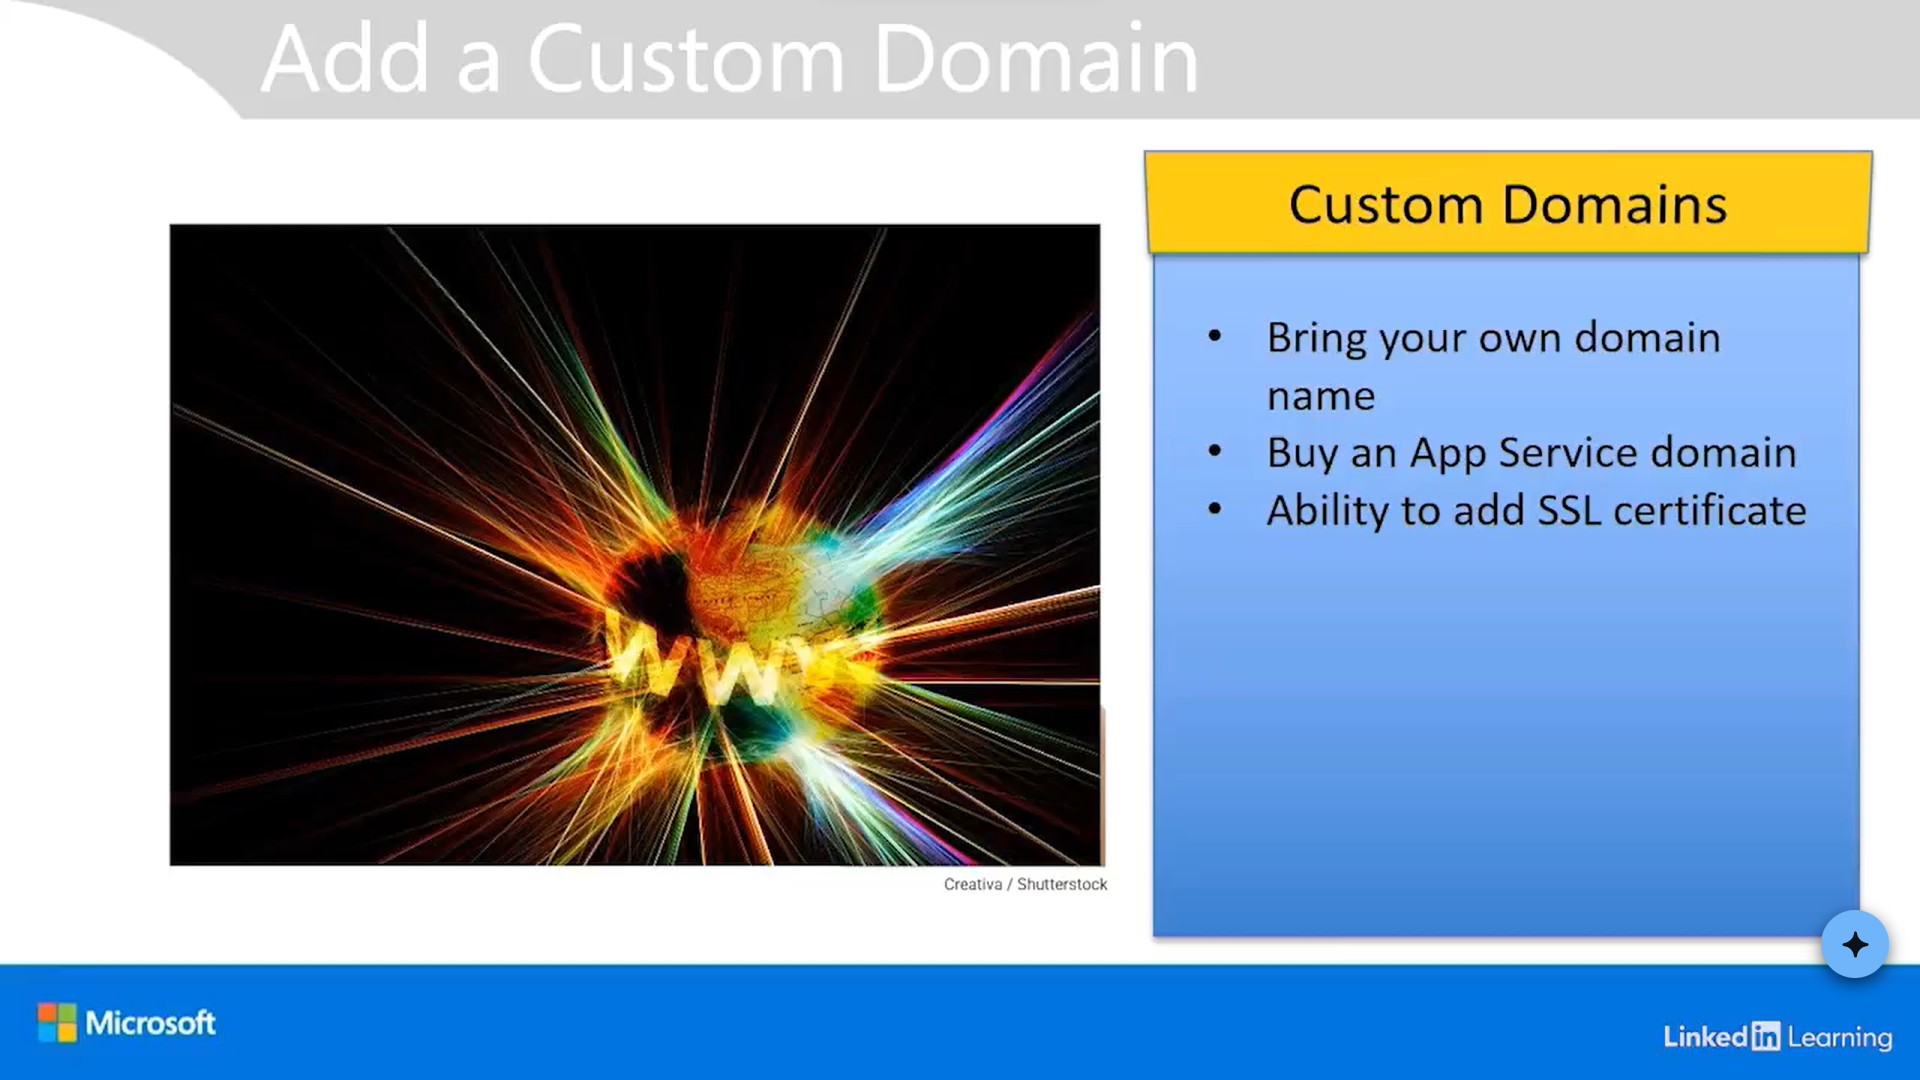 Add a Custom Domain
Custom Domains
• Bring your own domain
name
• Buy an App Service domain
• Ability to add SSL certificate
WWW
Creativa / Shutterstock
Microsoft
Linked in Learning